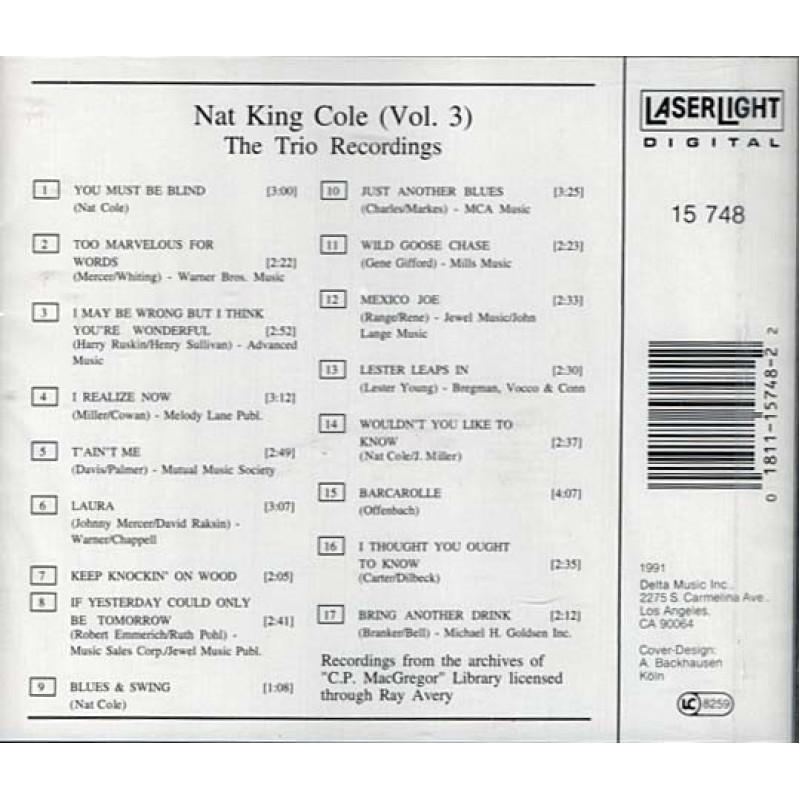 Nat King Cole (Vol. 3)
The Trio Recordings
1 YOU MUST BE BLIND [3:00]
(Nat Cole)
2 TOO MARVELOUS FOR
WORDS [2:22]
(Mercer/Whiting) - Warner Bros. Music
3 I MAY BE WRONG BUT I THINK
YOU'RE WONDERFUL [2:52]
(Harry Ruskin/Henry Sullivan) - Advanced
Music
4 I REALIZE NOW [3:12]
(Miller/Cowan) - Melody Lane Publ.
5 T'AIN'T ME [2:49]
(Davis/Palmer) - Mutual Music Society
6 LAURA [3:07]
(Johnny Mercer/David Raksin) -
Warner/Chappell
7 KEEP KNOCKIN' ON WOOD [2:05]
8 IF YESTERDAY COULD ONLY
BE TOMORROW [2:41]
(Robert Emmerich/Ruth Pohl) -
Music Sales Corp./Jewel Music Publ.
9 BLUES & SWING [1:08]
(Nat Cole)
10 JUST ANOTHER BLUES [3:25]
(Charles/Markes) - MCA Music
11 WILD GOOSE CHASE [2:23]
(Gene Gifford) - Mills Music
12 MEXICO JOE [2:33]
(Range/Rene) - Jewel Music/John
Lange Music
13 LESTER LEAPS IN [2:30]
(Lester Young) - Bregman, Vocco & Conn
14 WOULDN'T YOU LIKE TO
KNOW [2:37]
(Nat Cole/J. Miller)
15 BARCAROLLE [4:07]
(Offenbach)
16 I THOUGHT YOU OUGHT
TO KNOW [2:35]
(Carter/Dilbeck)
17 BRING ANOTHER DRINK [2:12]
(Branker/Bell) - Michael H. Goldsen Inc.
Recordings from the archives of
"C.P. MacGregor" Library licensed
through Ray Avery
LASERLIGHT
DIGITAL
15 748
0 1811-15748-2 2
1991
Delta Music Inc.,
2275 S. Carmelina Ave.,
Los Angeles,
CA 90064
Cover-Design:
A. Backhausen
Köln
LC 8259